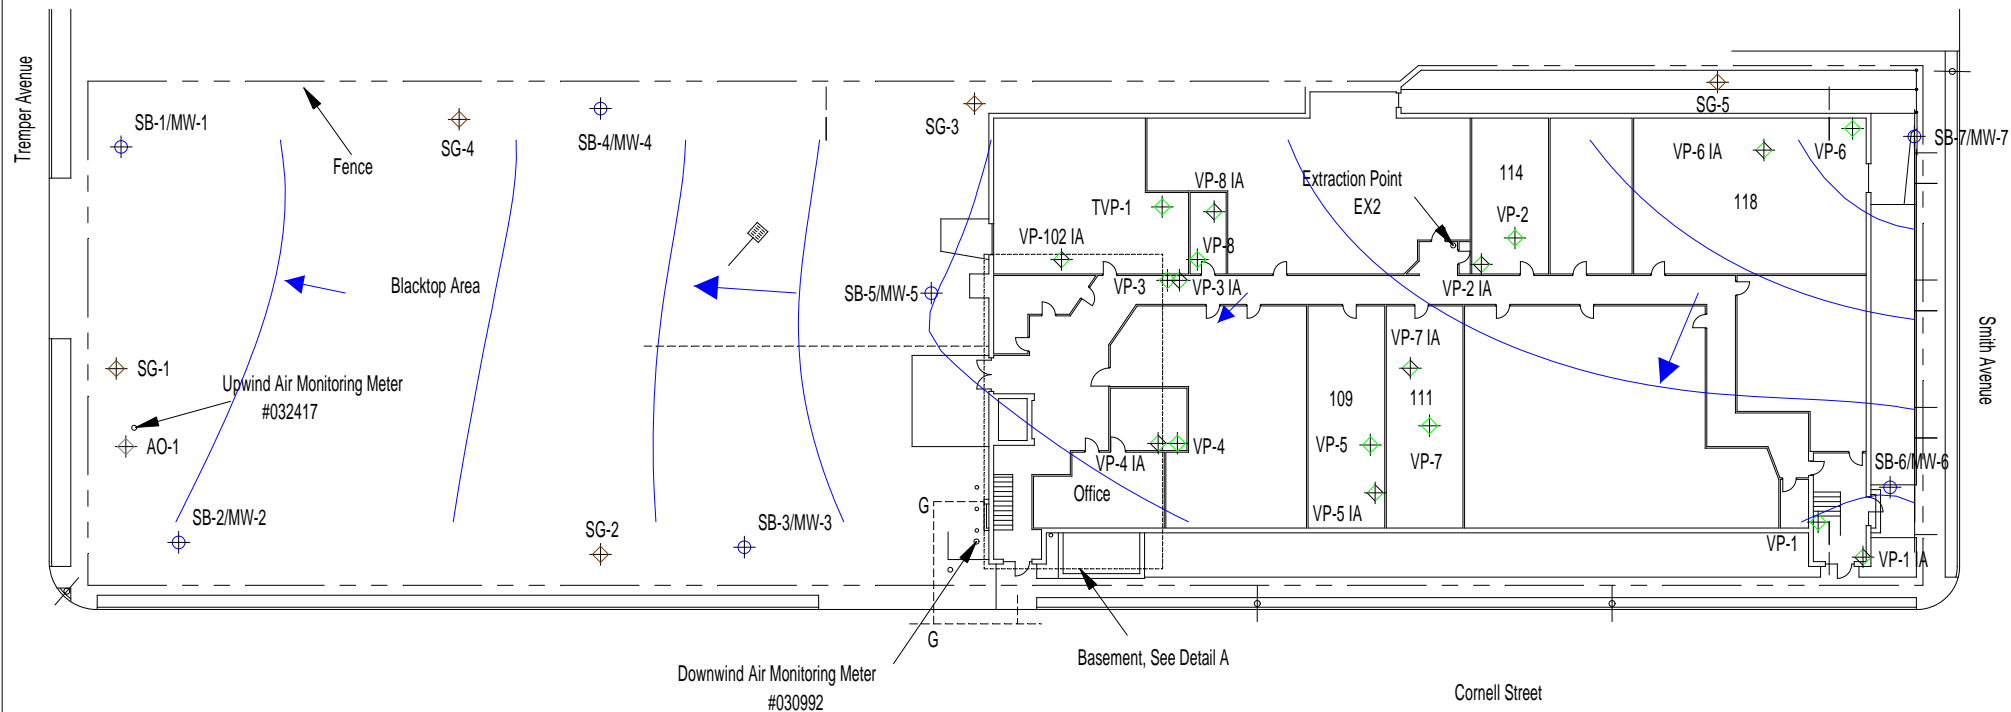 Tremper Avenue
SB-1/MW-1
Fence
SG-4
SB-4/MW-4
SG-3
SG-5
SB-7/MW-7
VP-6 IA
VP-6
118
114
VP-2
Extraction Point
EX2
VP-8 IA
TVP-1
VP-102 IA
VP-8
VP-3
VP-3 IA
VP-2 IA
Blacktop Area
SB-5/MW-5
Smith Avenue
SG-1
Upwind Air Monitoring Meter
#032417
AO-1
VP-7 IA
109
111
VP-5
VP-7
VP-4
VP-4 IA
Office
VP-5 IA
SB-6/MW-6
SB-2/MW-2
SG-2
SB-3/MW-3
G
VP-1
VP-1 IA
G
Downwind Air Monitoring Meter
#030992
Basement, See Detail A
Cornell Street